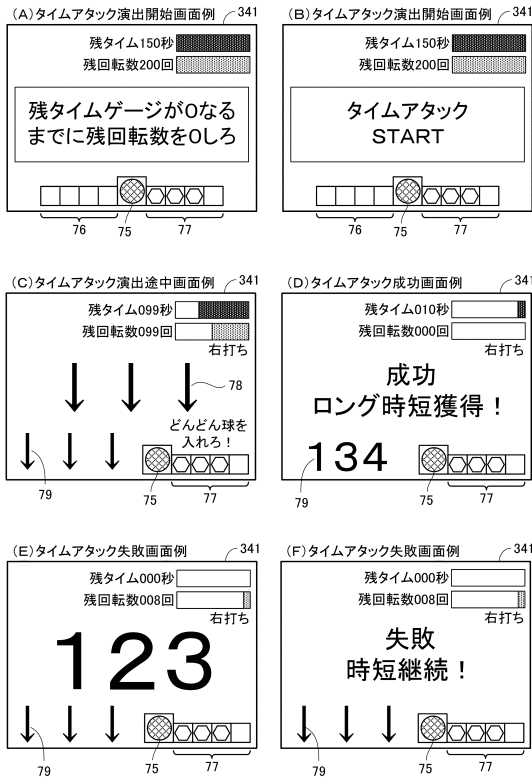 (A)タイムアタック演出開始画面例
341
残タイム150秒
残回転数200回
残タイムゲージが0なる
までに残回転数を0しろ
76
75
77
(B)タイムアタック演出開始画面例
341
残タイム150秒
残回転数200回
タイムアタック
START
76
75
77
(C)タイムアタック演出途中画面例
341
残タイム099秒
残回転数099回
右打ち
78
どんどん球を
入れろ！
79
75
77
(D)タイムアタック成功画面例
341
残タイム010秒
残回転数000回
右打ち
成功
ロング時短獲得！
134
79
75
77
(E)タイムアタック失敗画面例
341
残タイム000秒
残回転数008回
右打ち
123
79
75
77
(F)タイムアタック失敗画面例
341
残タイム000秒
残回転数008回
右打ち
失敗
時短継続！
79
75
77